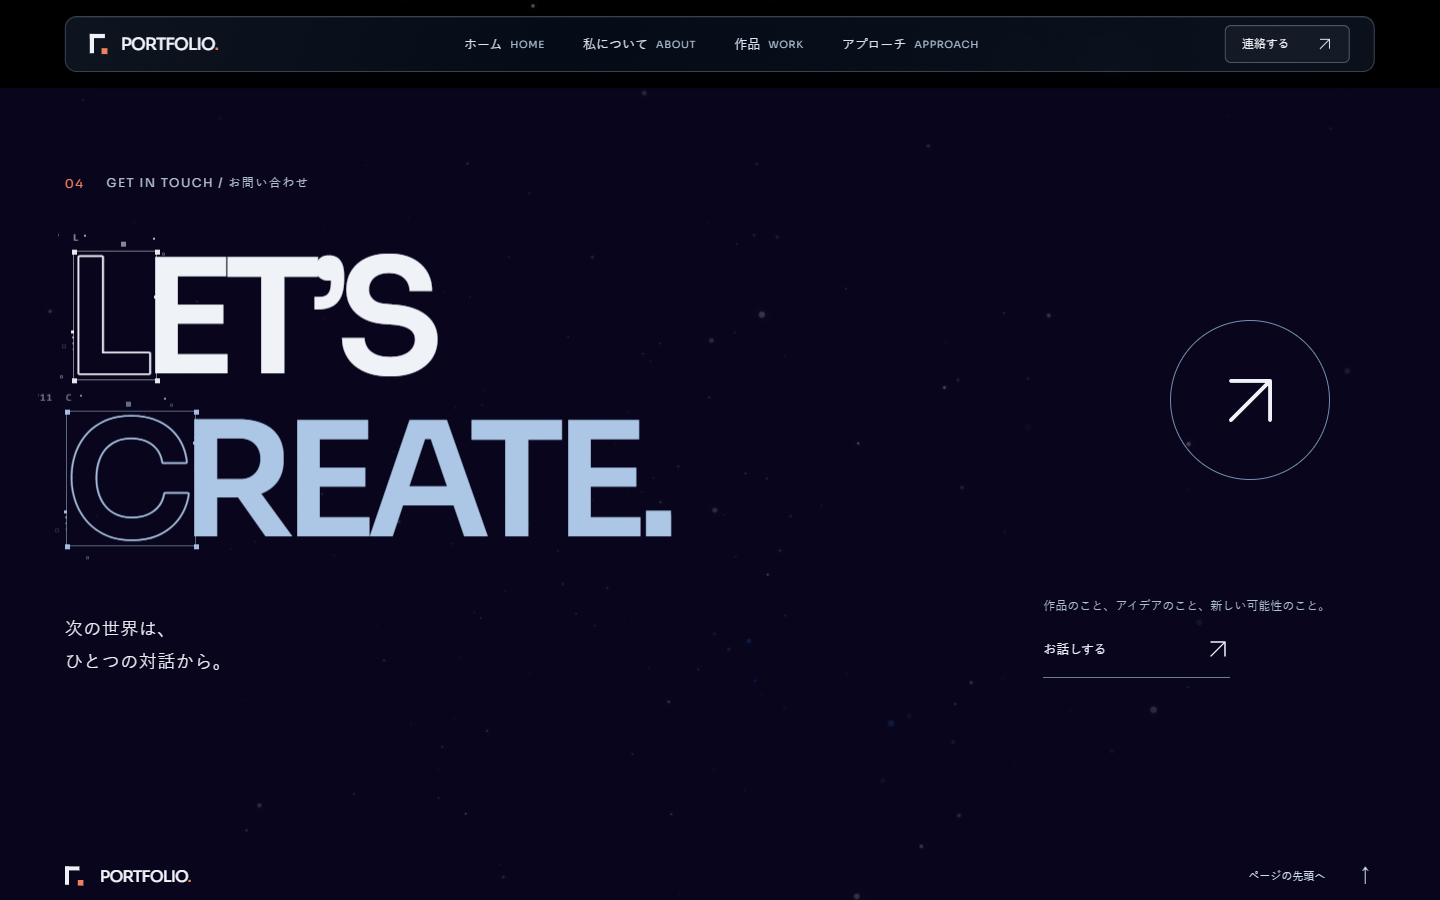 PORTFOLIO.
ホーム HOME
私について ABOUT
作品 WORK
アプローチ APPROACH
連絡する
04 GET IN TOUCH / お問い合わせ
L
LET'S
'11 C
CREATE.
次の世界は、
ひとつの対話から。
作品のこと、アイデアのこと、新しい可能性のこと。
お話しする
PORTFOLIO.
ページの先頭へ ↑